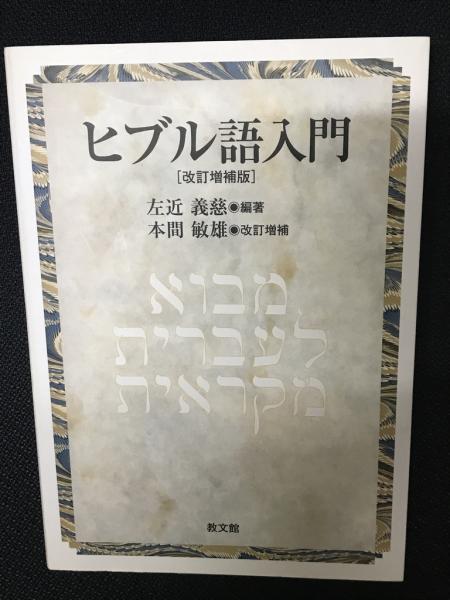 ヒブル語入門
［改訂増補版］
左近 義慈◉編著
本間 敏雄◉改訂増補
מבוא
לעברית
מקראית
教文館